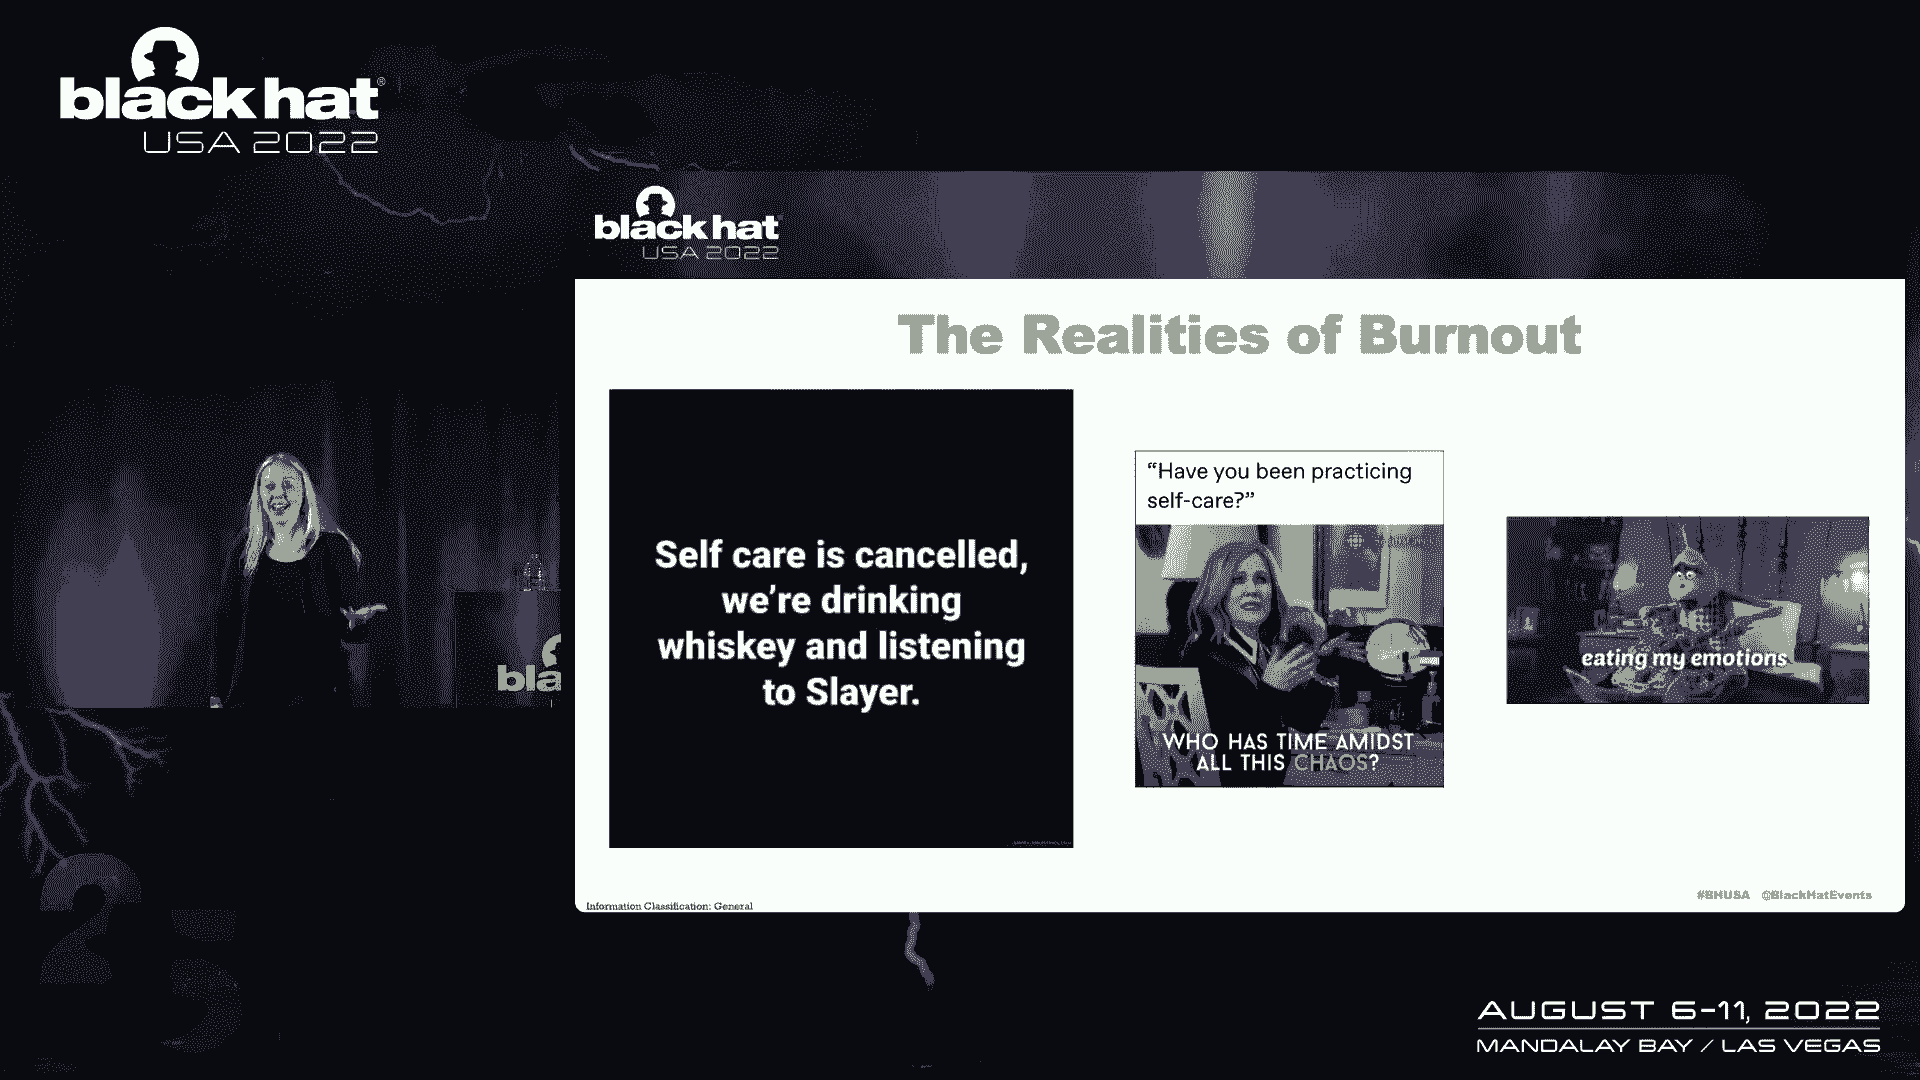 black hat
USA 2022
black hat
USA 2022
The Realities of Burnout
Self care is cancelled,
we're drinking
whiskey and listening
to Slayer.
“Have you been practicing
self-care?”
WHO HAS TIME AMIDST
ALL THIS CHAOS?
eating my emotions
bla
#BHUSA @BlackHatEvents
Information Classification: General
25
AUGUST 6-11, 2022
MANDALAY BAY / LAS VEGAS